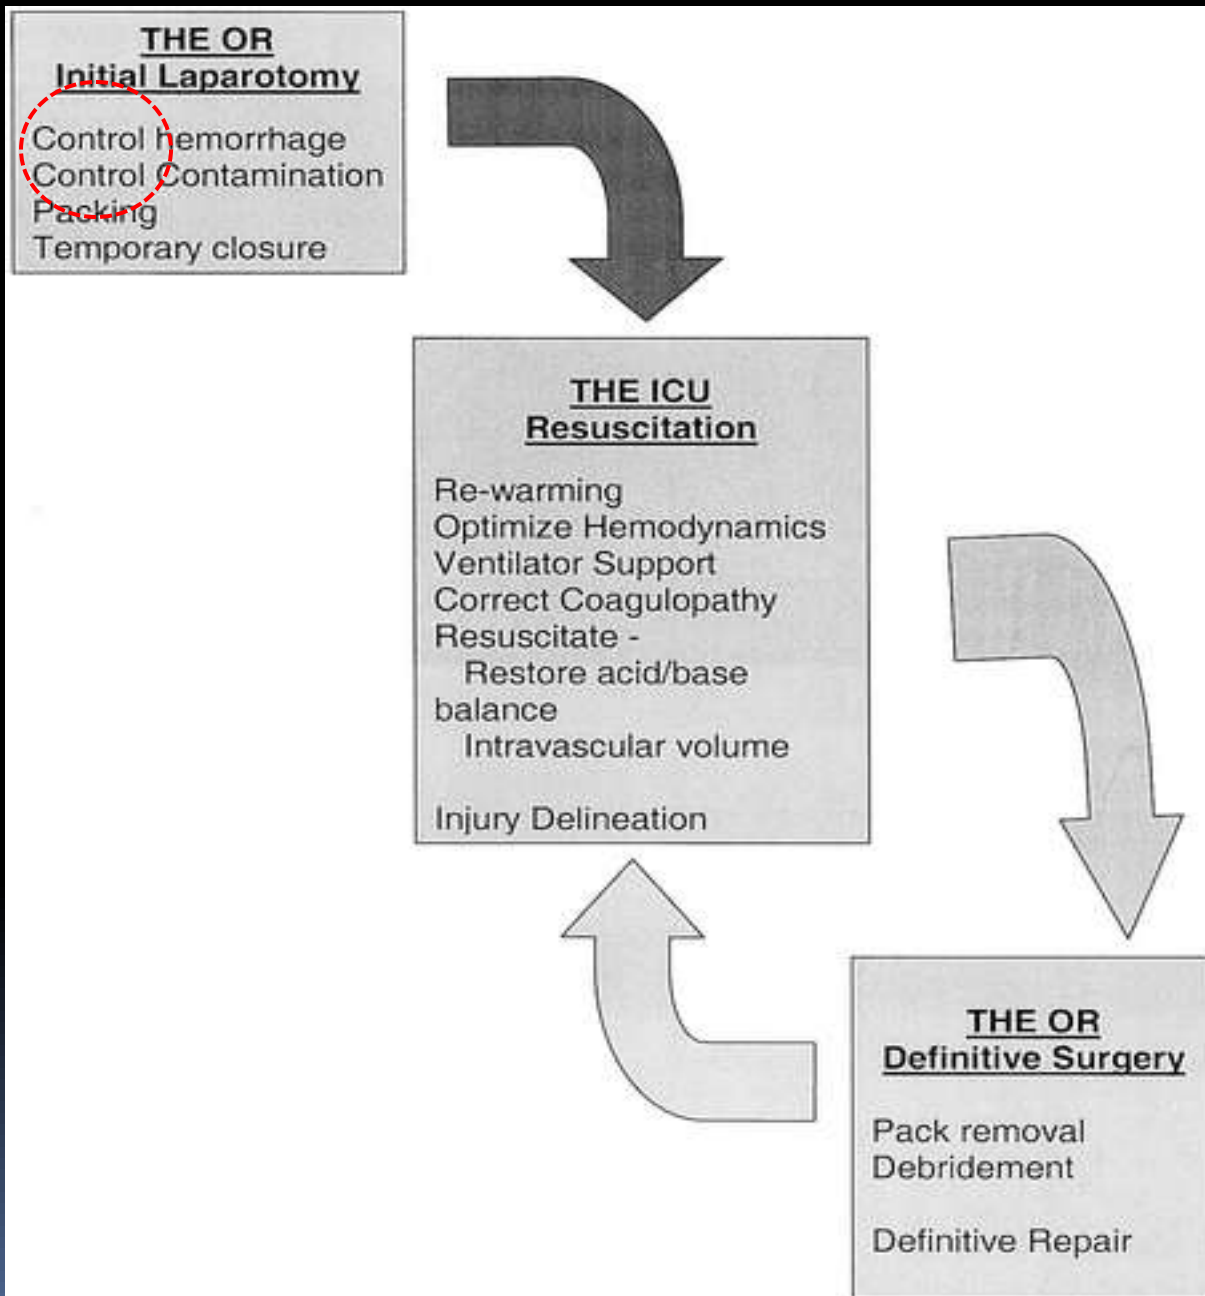 THE OR
Initial Laparotomy
Control hemorrhage
Control Contamination
Packing
Temporary closure
THE ICU
Resuscitation
Re-warming
Optimize Hemodynamics
Ventilator Support
Correct Coagulopathy
Resuscitate -
Restore acid/base
balance
Intravascular volume
Injury Delineation
THE OR
Definitive Surgery
Pack removal
Debridement
Definitive Repair